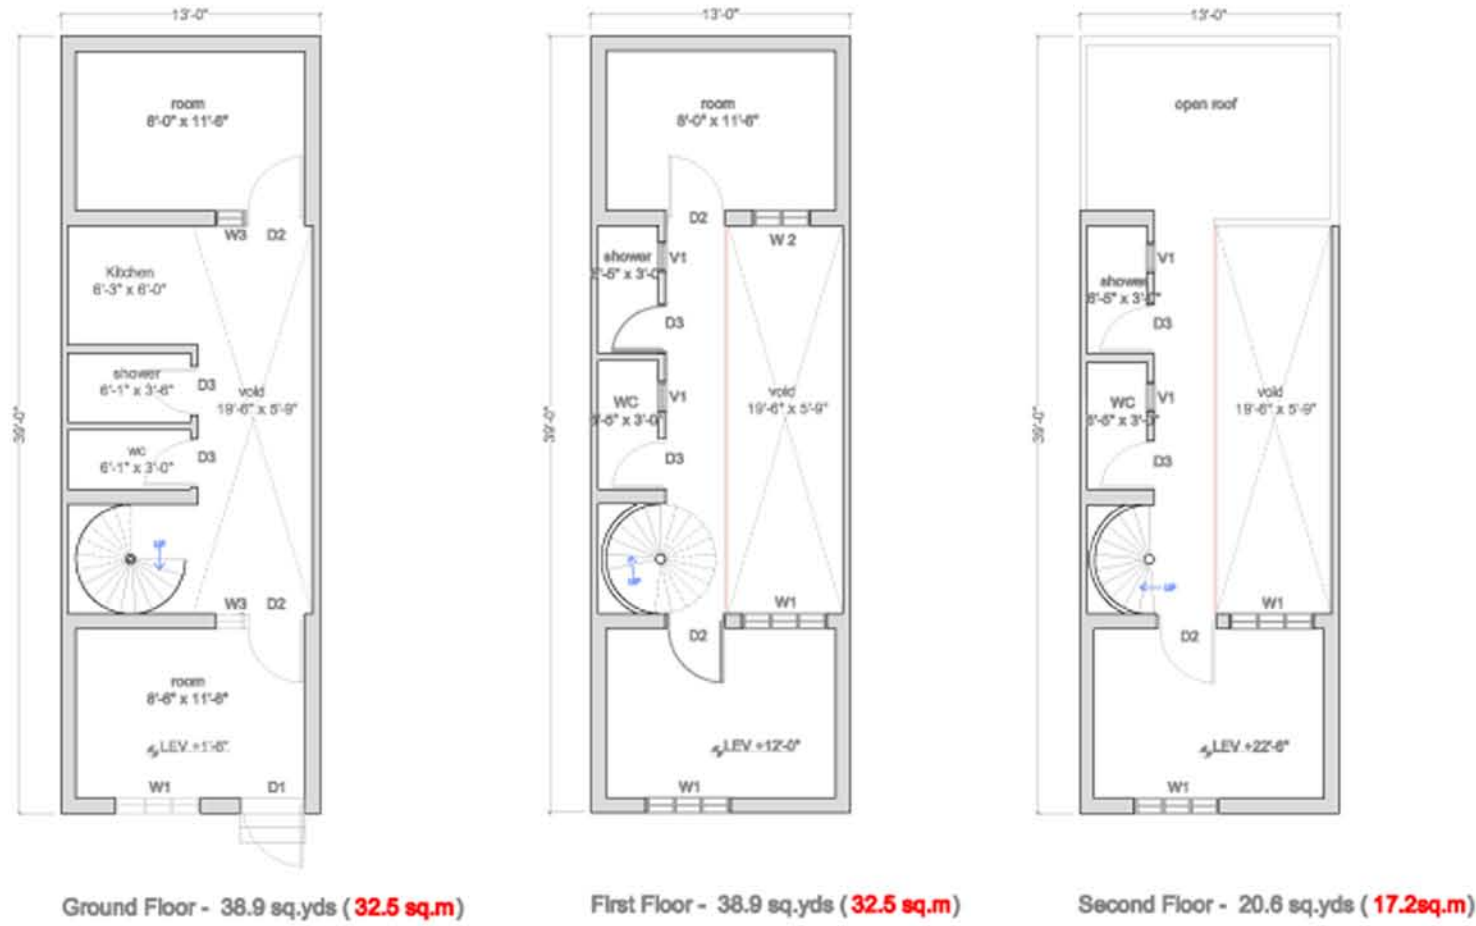 13'-0"
room
8'-0" x 11'-6"
W3
D2
Kitchen
6'-3" x 6'-0"
shower
6'-1" x 3'-6"
D3
void
19'-6" x 5'-9"
wc
6'-1" x 3'-0"
D3
39'-0"
UP
W3
D2
room
8'-6" x 11'-6"
LEV +1'-6"
W1
D1
Ground Floor - 38.9 sq.yds ( 32.5 sq.m)
13'-0"
room
8'-0" x 11'-6"
D2
W 2
shower
V1
D3
39'-0"
WC
V1
void
19'-6" x 5'-9"
D3
UP
W1
D2
LEV +12'-0"
W1
First Floor - 38.9 sq.yds ( 32.5 sq.m)
13'-0"
open roof
shower
V1
D3
39'-0"
WC
V1
void
19'-6" x 5'-9"
D3
UP
W1
D2
LEV +22'-6"
W1
Second Floor - 20.6 sq.yds ( 17.2sq.m)